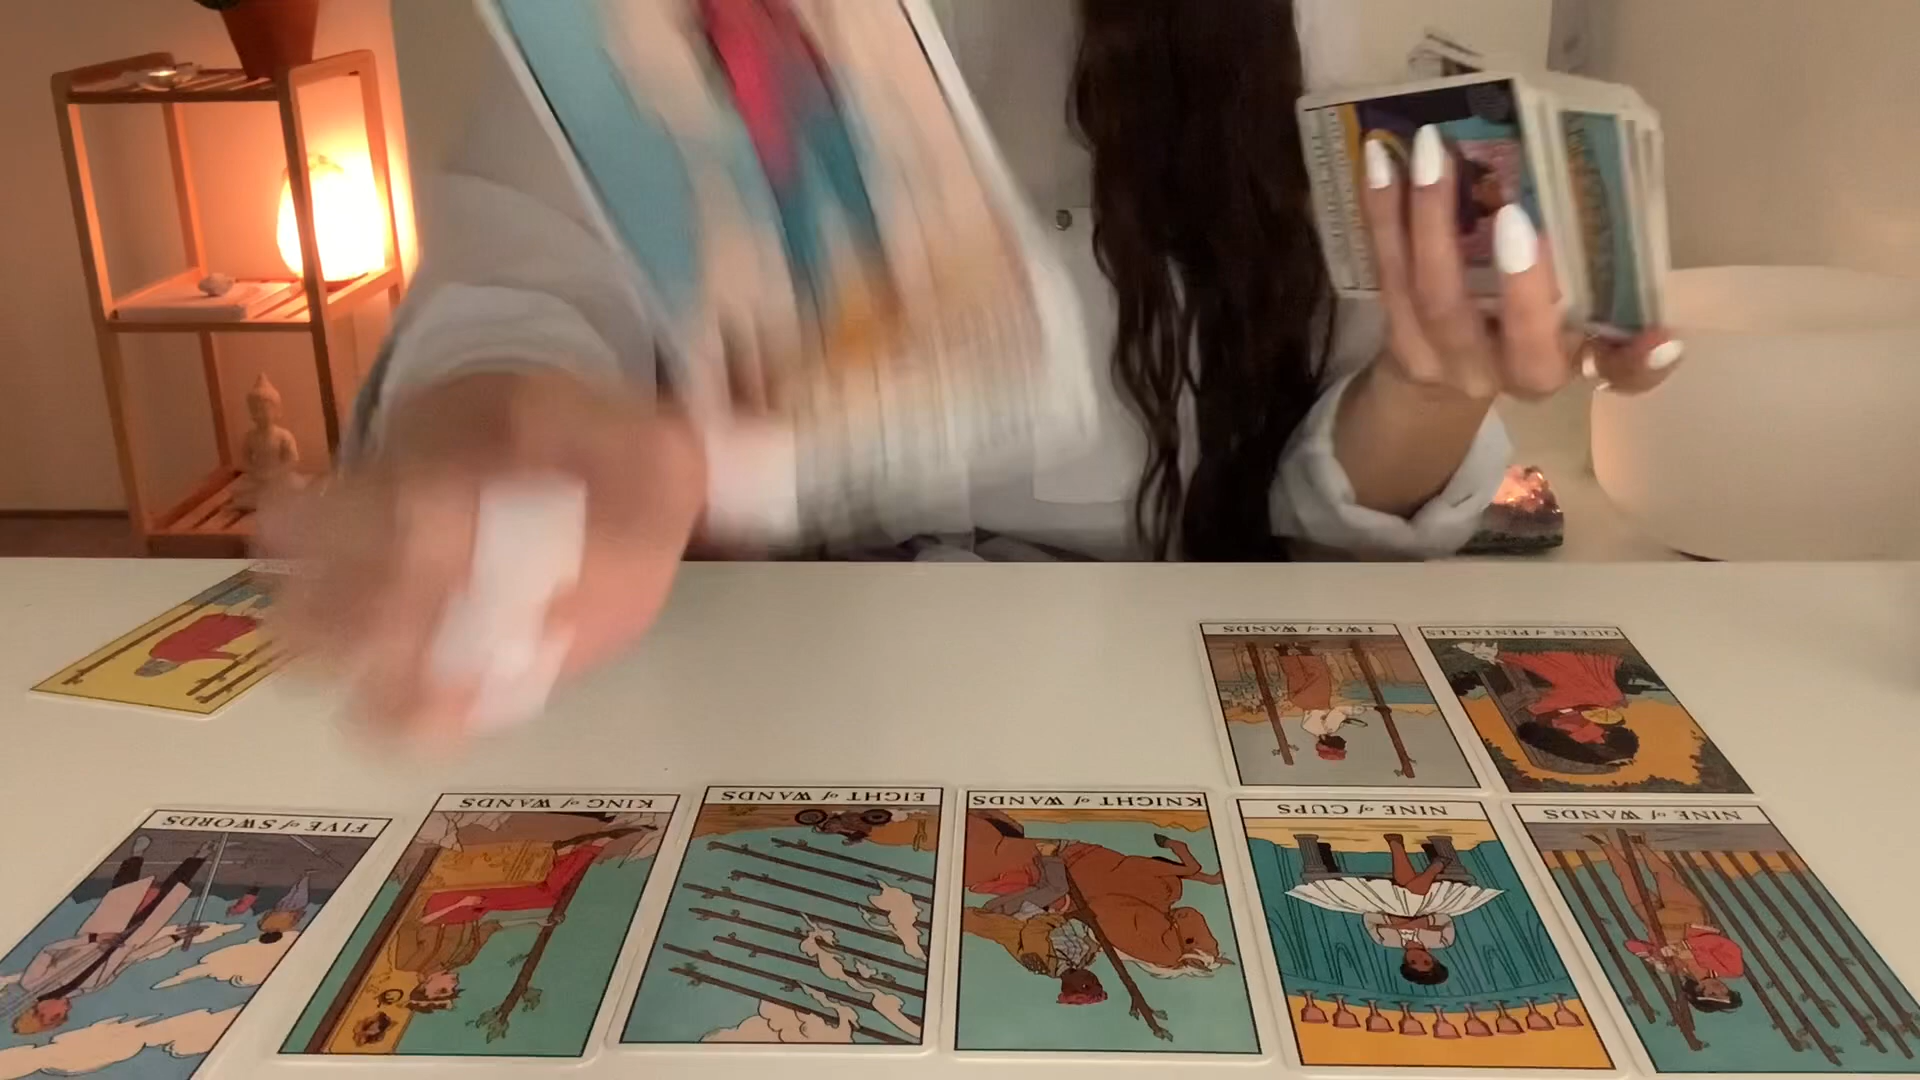 TWO of WANDS
QUEEN of PENTACLES
FIVE of SWORDS
KING of WANDS
EIGHT of WANDS
KNIGHT of WANDS
NINE of CUPS
NINE of WANDS